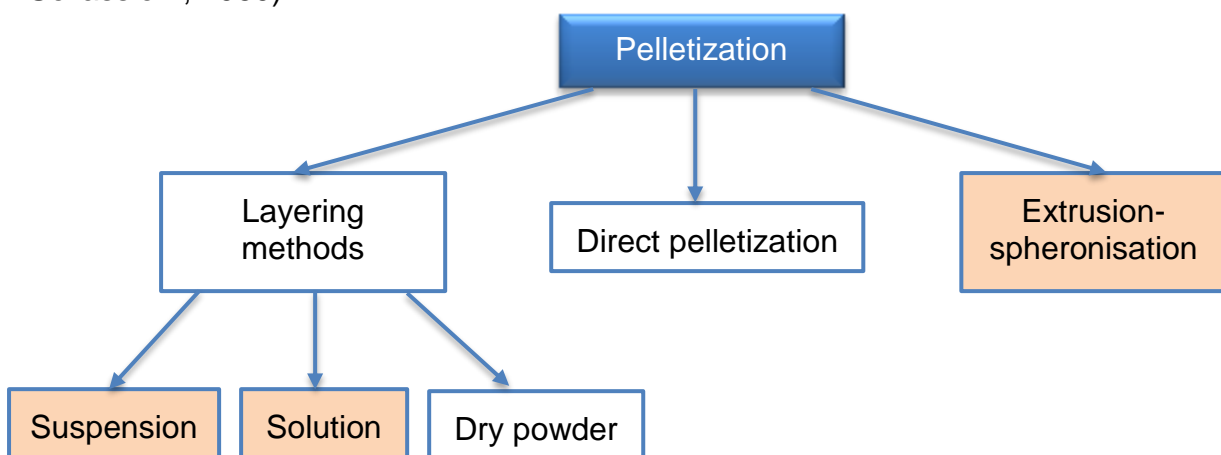 Pelletization
Layering
methods
Direct pelletization
Extrusion-
spheronisation
Suspension
Solution
Dry powder